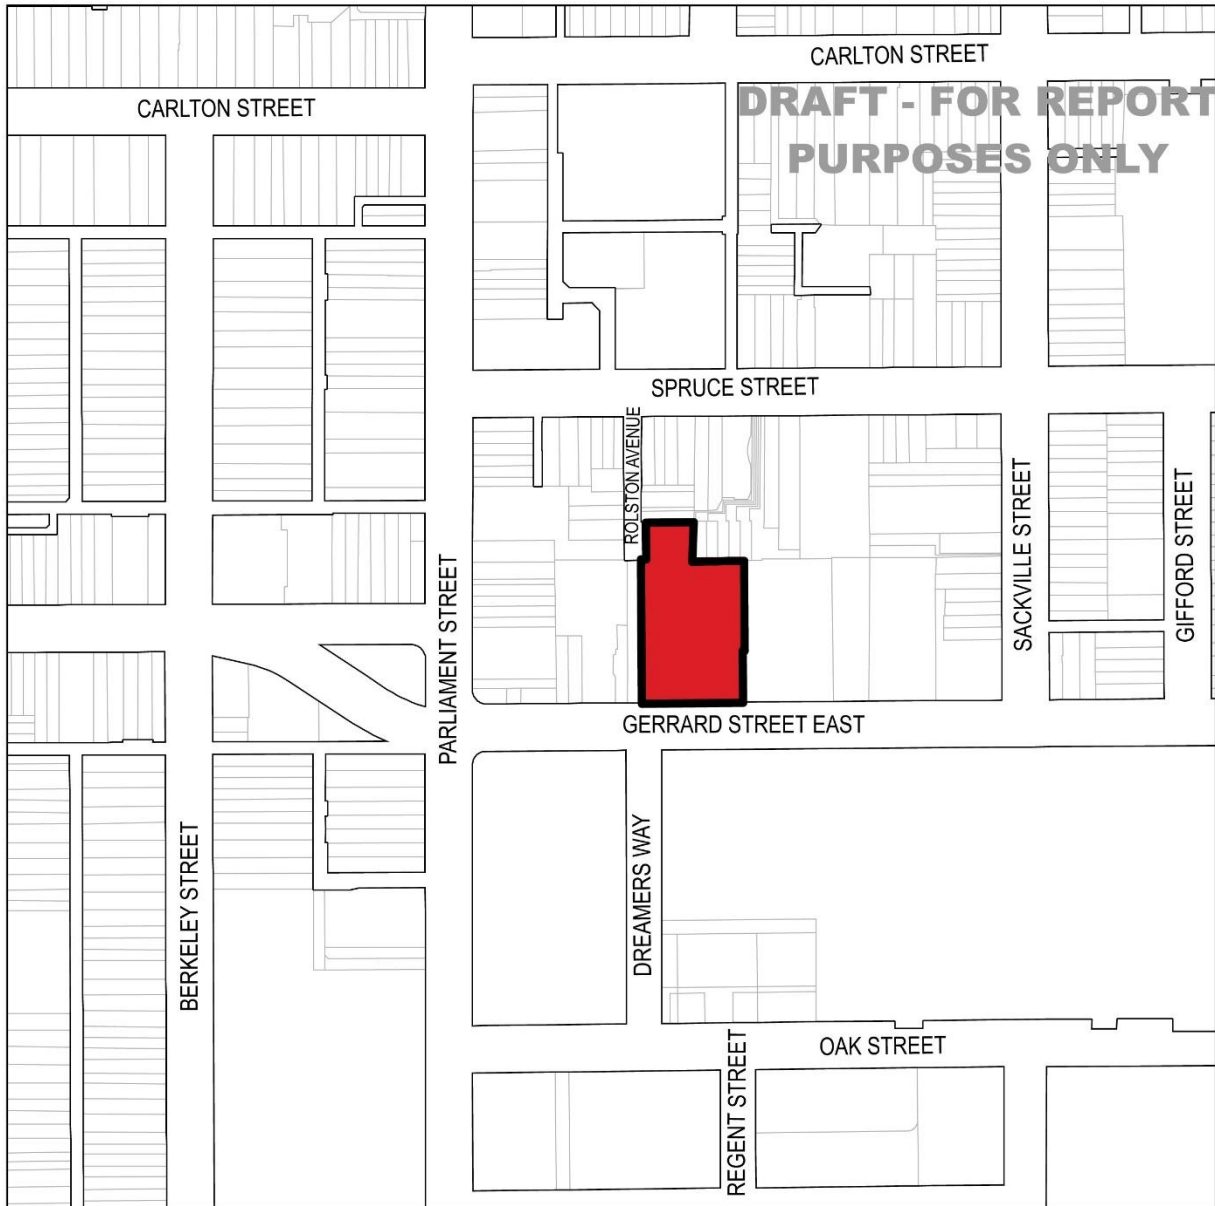 CARLTON STREET
CARLTON STREET
DRAFT - FOR REPORT
PURPOSES ONLY
SPRUCE STREET
ROLSTON AVENUE
SACKVILLE STREET
GIFFORD STREET
PARLIAMENT STREET
GERRARD STREET EAST
BERKELEY STREET
DREAMERS WAY
OAK STREET
REGENT STREET